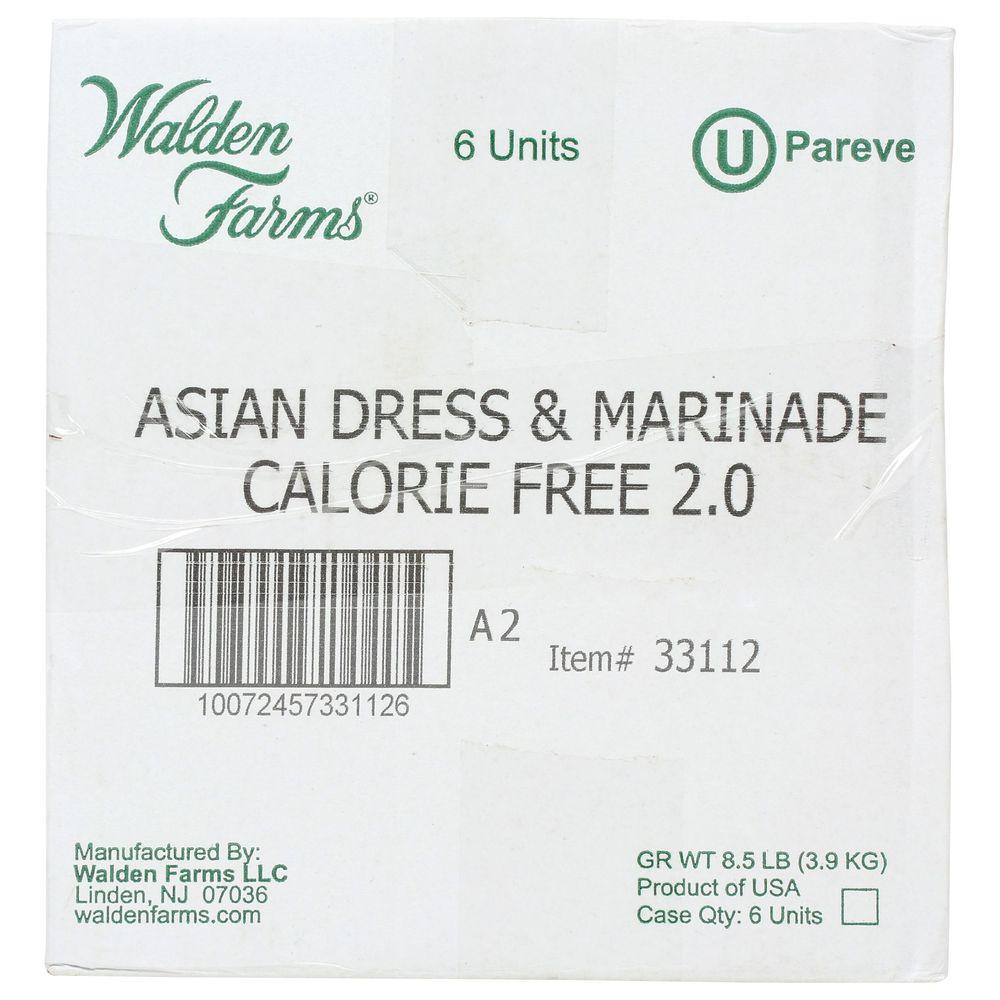 Walden
Farms®
6 Units
U Pareve
ASIAN DRESS & MARINADE
CALORIE FREE 2.0
A2
Item# 33112
10072457331126
Manufactured By:
Walden Farms LLC
Linden, NJ 07036
waldenfarms.com
GR WT 8.5 LB (3.9 KG)
Product of USA
Case Qty: 6 Units